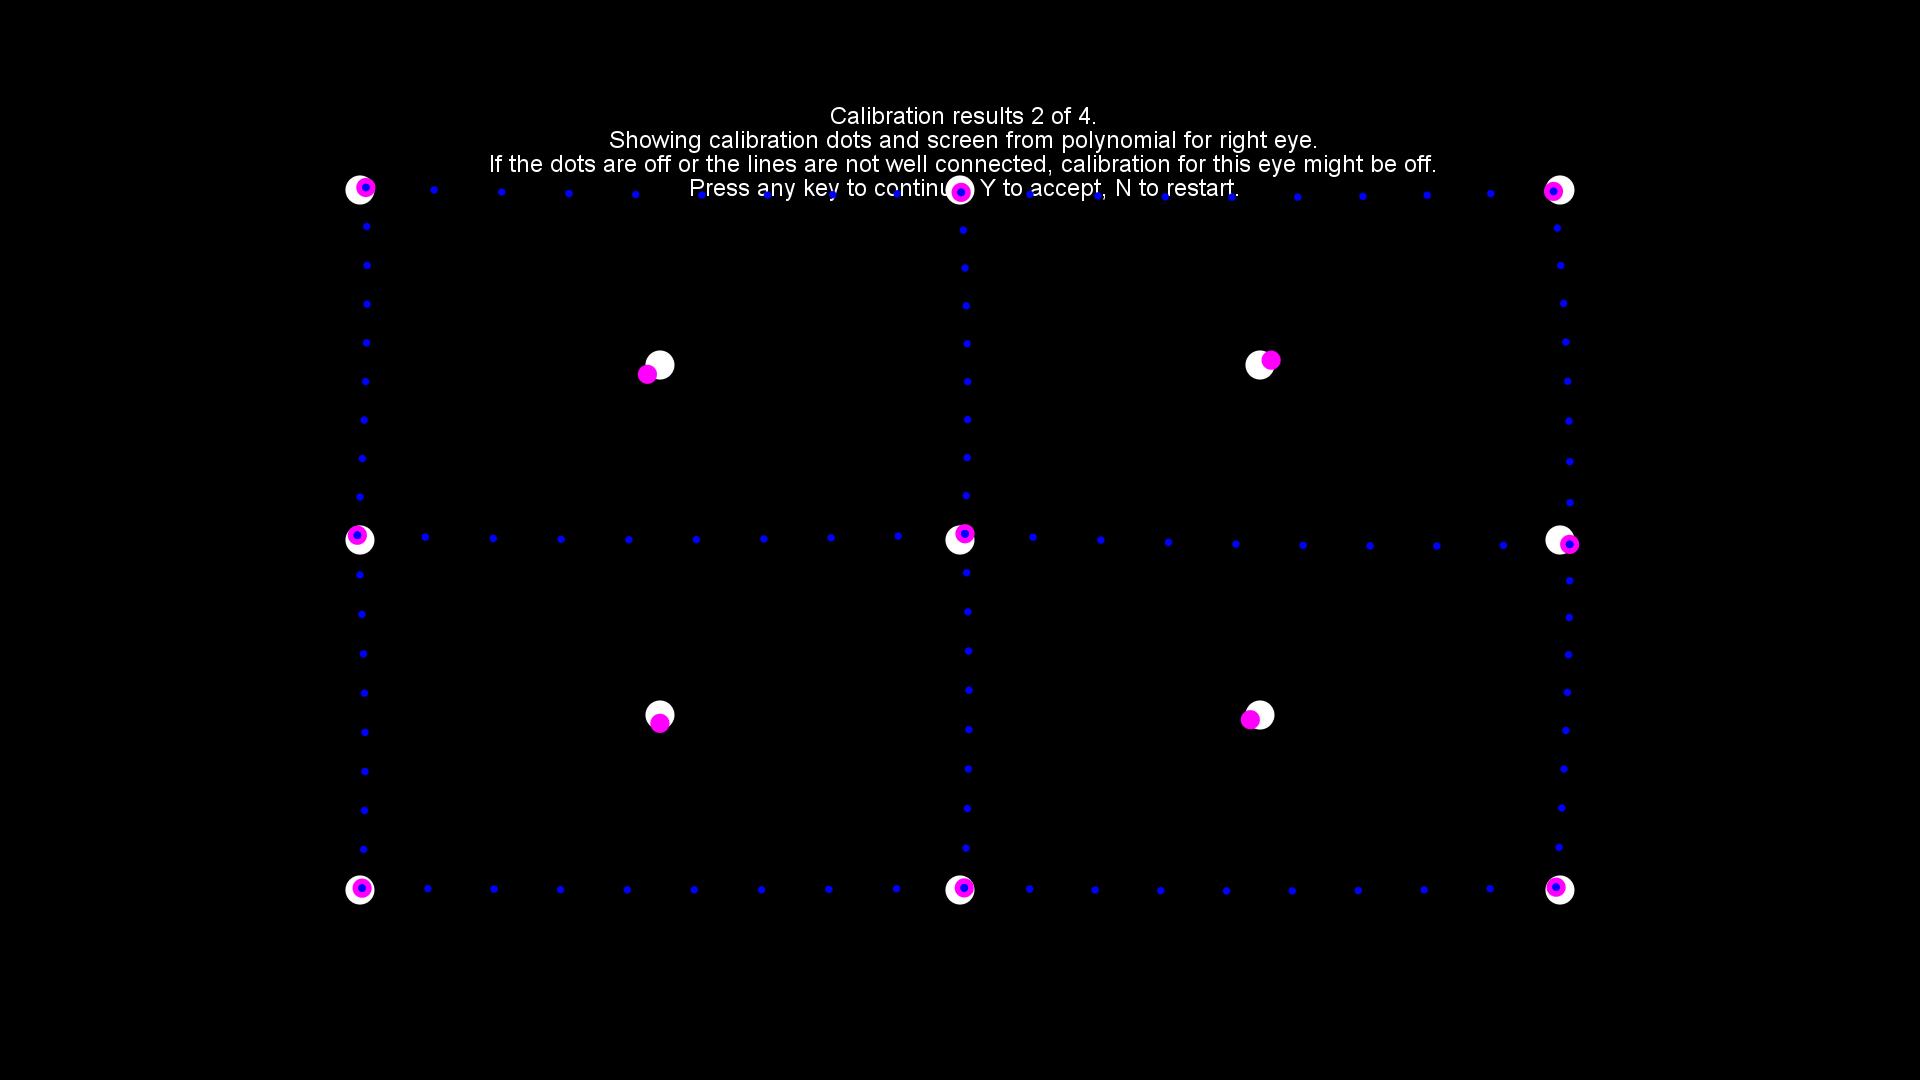 Calibration results 2 of 4.
Showing calibration dots and screen from polynomial for right eye.
If the dots are off or the lines are not well connected, calibration for this eye might be off.
Press any key to continu Y to accept, N to restart.